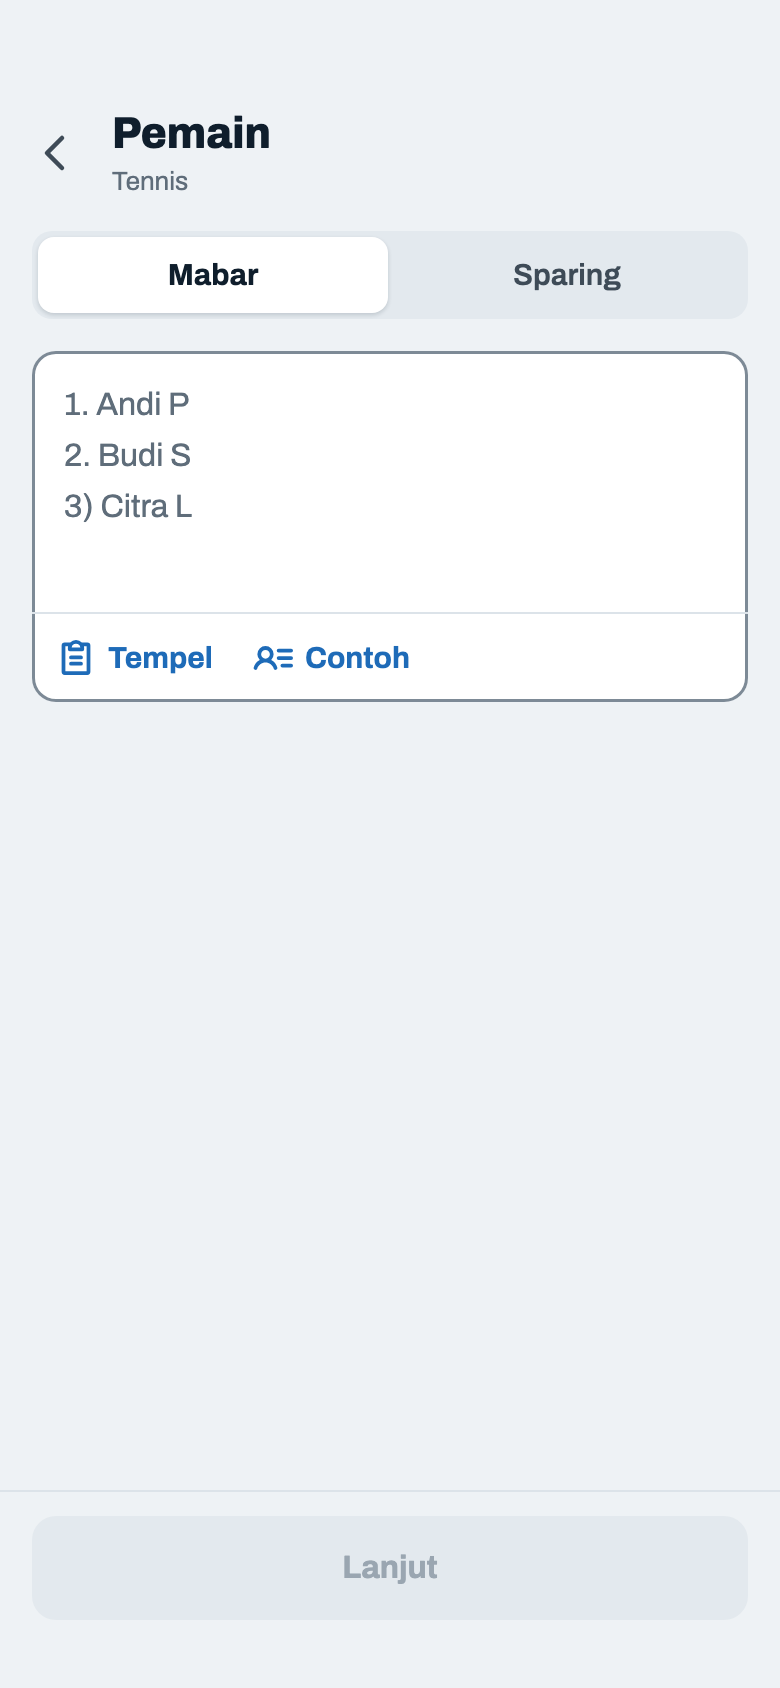 Pemain
Tennis
Mabar
Sparing
1. Andi P
2. Budi S
3) Citra L
Tempel
Contoh
Lanjut